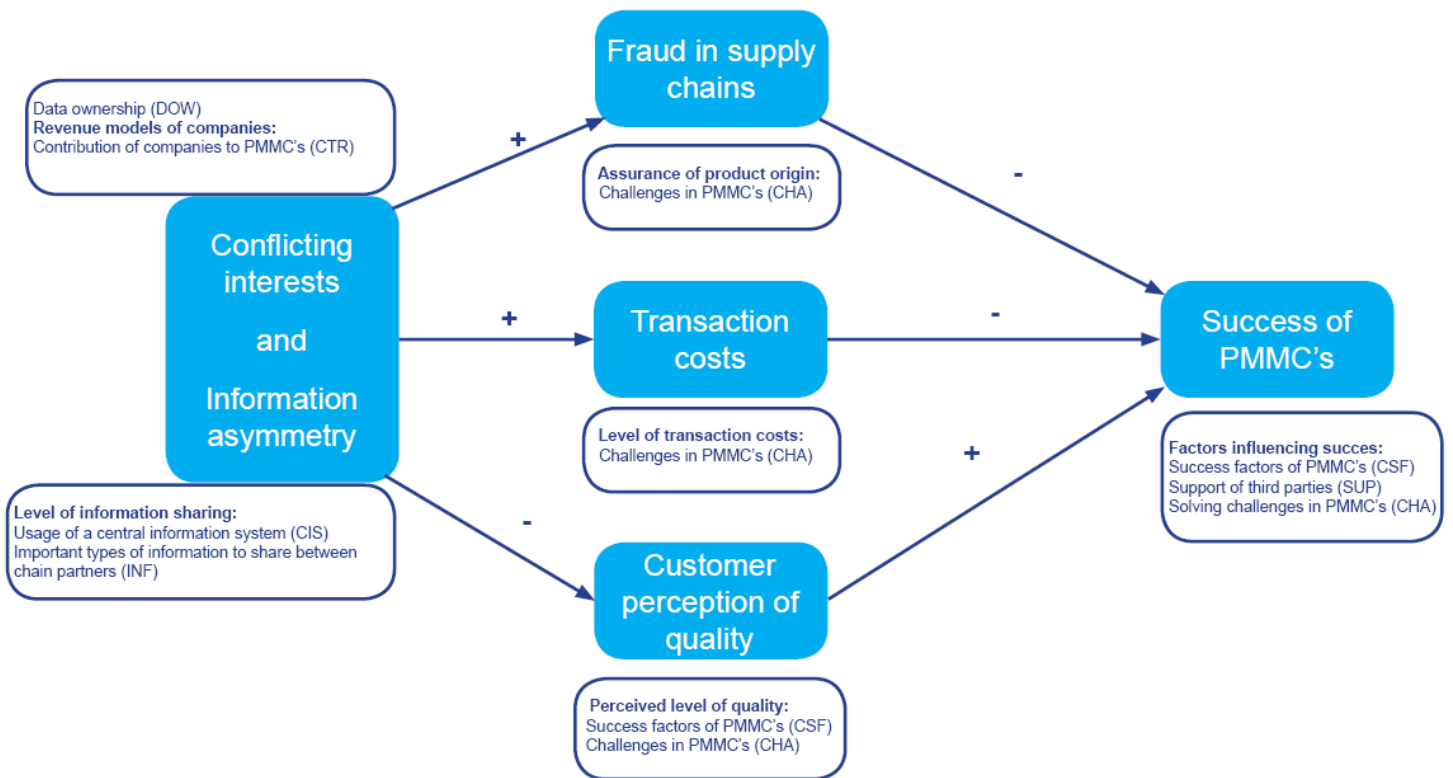 Fraud in supply
chains
Data ownership (DOW)
Revenue models of companies:
Contribution of companies to PMMC's (CTR)
+
Assurance of product origin:
Challenges in PMMC's (CHA)
-
Conflicting
interests
and
Information
asymmetry
+
Transaction
costs
-
Success of
PMMC's
Level of transaction costs:
Challenges in PMMC's (CHA)
+
Factors influencing succes:
Success factors of PMMC's (CSF)
Support of third parties (SUP)
Solving challenges in PMMC's (CHA)
Level of information sharing:
Usage of a central information system (CIS)
Important types of information to share between
chain partners (INF)
-
Customer
perception of
quality
Perceived level of quality:
Success factors of PMMC's (CSF)
Challenges in PMMC's (CHA)